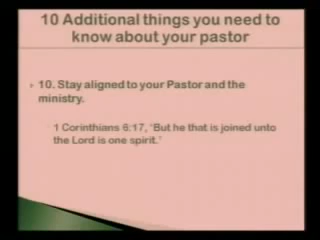 10 Additional things you need to
know about your pastor
10. Stay aligned to your Pastor and the
ministry.
1 Corinthians 6:17, "But he that is joined unto
the Lord is one spirit."